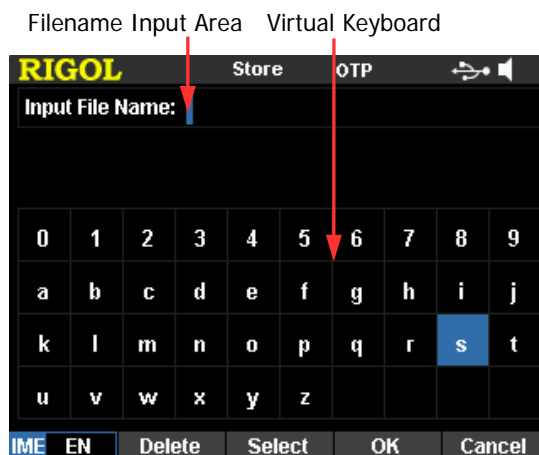 Filename Input Area Virtual Keyboard
RIGOL Store OTP
Input File Name:
0 1 2 3 4 5 6 7 8 9
a b c d e f g h i j
k l m n o p q r s t
u v w x y z
IME EN Delete Select OK Cancel